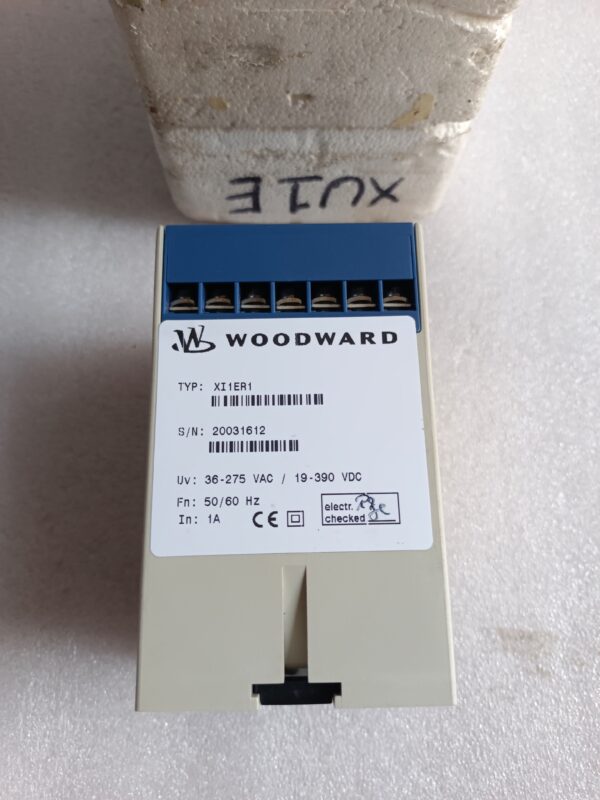 XU1E
WOODWARD
TYP: XI1ER1
S/N: 20031612
Uv: 36-275 VAC / 19-390 VDC
Fn: 50/60 Hz
In: 1A CE
electr.
checked